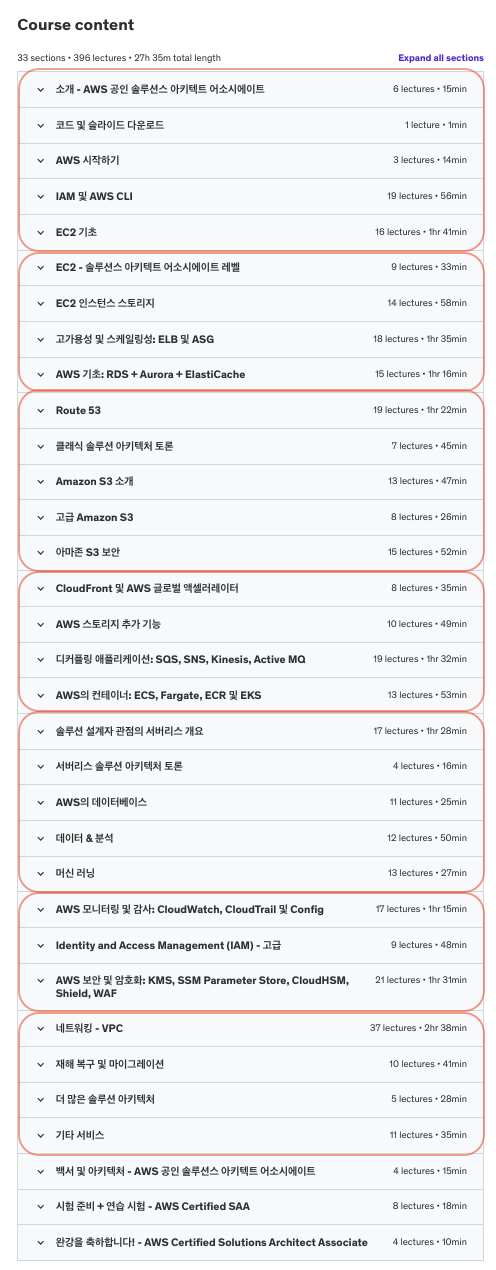 Course content
33 sections • 396 lectures • 27h 35m total length
Expand all sections
소개 - AWS 공인 솔루션스 아키텍트 어소시에이트
6 lectures • 15min
코드 및 슬라이드 다운로드
1 lecture • 1min
AWS 시작하기
3 lectures • 14min
IAM 및 AWS CLI
19 lectures • 56min
EC2 기초
16 lectures • 1hr 41min
EC2 - 솔루션스 아키텍트 어소시에이트 레벨
9 lectures • 33min
EC2 인스턴스 스토리지
14 lectures • 58min
고가용성 및 스케일링성: ELB 및 ASG
18 lectures • 1hr 35min
AWS 기초: RDS + Aurora + ElastiCache
15 lectures • 1hr 16min
Route 53
19 lectures • 1hr 22min
클래식 솔루션 아키텍처 토론
7 lectures • 45min
Amazon S3 소개
13 lectures • 47min
고급 Amazon S3
8 lectures • 26min
아마존 S3 보안
15 lectures • 52min
CloudFront 및 AWS 글로벌 액셀러레이터
8 lectures • 35min
AWS 스토리지 추가 기능
10 lectures • 49min
디커플링 애플리케이션: SQS, SNS, Kinesis, Active MQ
19 lectures • 1hr 32min
AWS의 컨테이너: ECS, Fargate, ECR 및 EKS
13 lectures • 53min
솔루션 설계자 관점의 서버리스 개요
17 lectures • 1hr 28min
서버리스 솔루션 아키텍처 토론
4 lectures • 16min
AWS의 데이터베이스
11 lectures • 25min
데이터 & 분석
12 lectures • 50min
머신 러닝
13 lectures • 27min
AWS 모니터링 및 감사: CloudWatch, CloudTrail 및 Config
17 lectures • 1hr 15min
Identity and Access Management (IAM) - 고급
9 lectures • 48min
AWS 보안 및 암호화: KMS, SSM Parameter Store, CloudHSM,
Shield, WAF
21 lectures • 1hr 31min
네트워킹 - VPC
37 lectures • 2hr 38min
재해 복구 및 마이그레이션
10 lectures • 41min
더 많은 솔루션 아키텍처
5 lectures • 28min
기타 서비스
11 lectures • 35min
백서 및 아키텍처 - AWS 공인 솔루션스 아키텍트 어소시에이트
4 lectures • 15min
시험 준비 + 연습 시험 - AWS Certified SAA
8 lectures • 18min
완강을 축하합니다! - AWS Certified Solutions Architect Associate
4 lectures • 10min